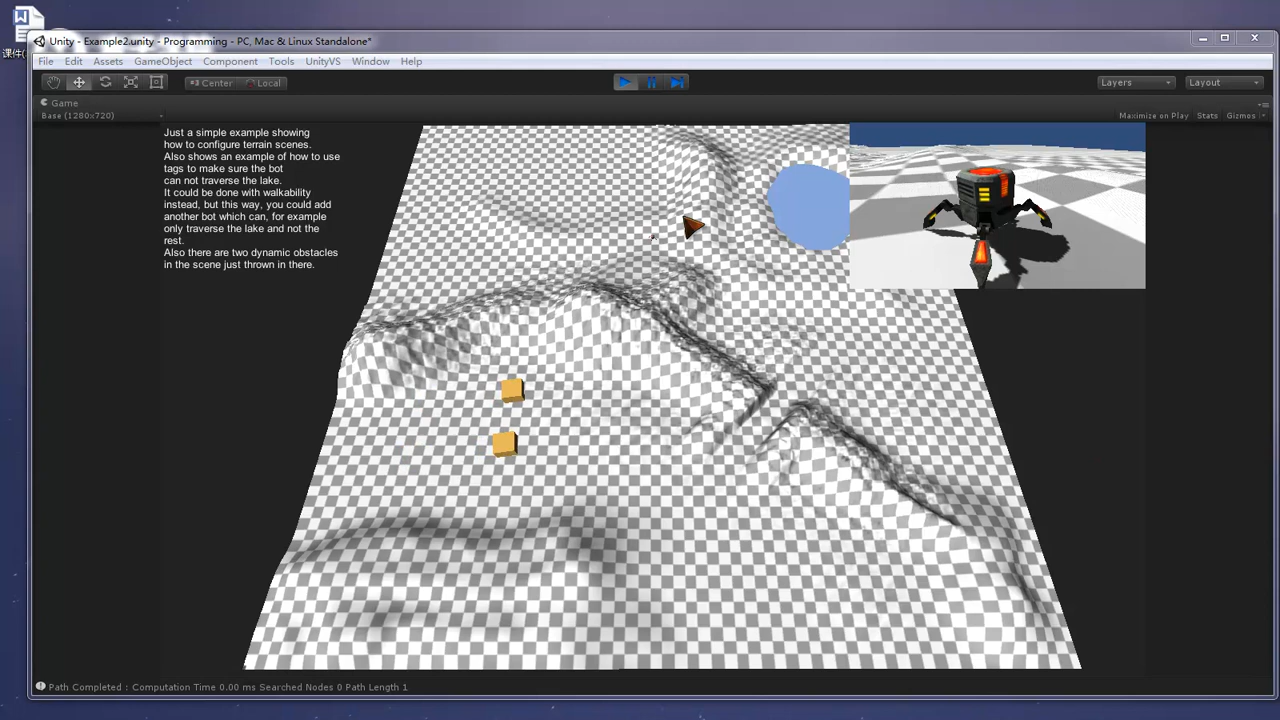 课件
Unity - Example2.unity - Programming - PC, Mac & Linux Standalone*
File Edit Assets GameObject Component Tools UnityVS Window Help
Center Local
Layers Layout
Game
Base (1280x720)
Maximize on Play Stats Gizmos
Just a simple example showing
how to configure terrain scenes.
Also shows an example of how to use
tags to make sure the bot
can not traverse the lake.
It could be done with walkability
instead, but this way, you could add
another bot which can, for example
only traverse the lake and not the
rest.
Also there are two dynamic obstacles
in the scene just thrown in there.
Path Completed : Computation Time 0.00 ms Searched Nodes 0 Path Length 1